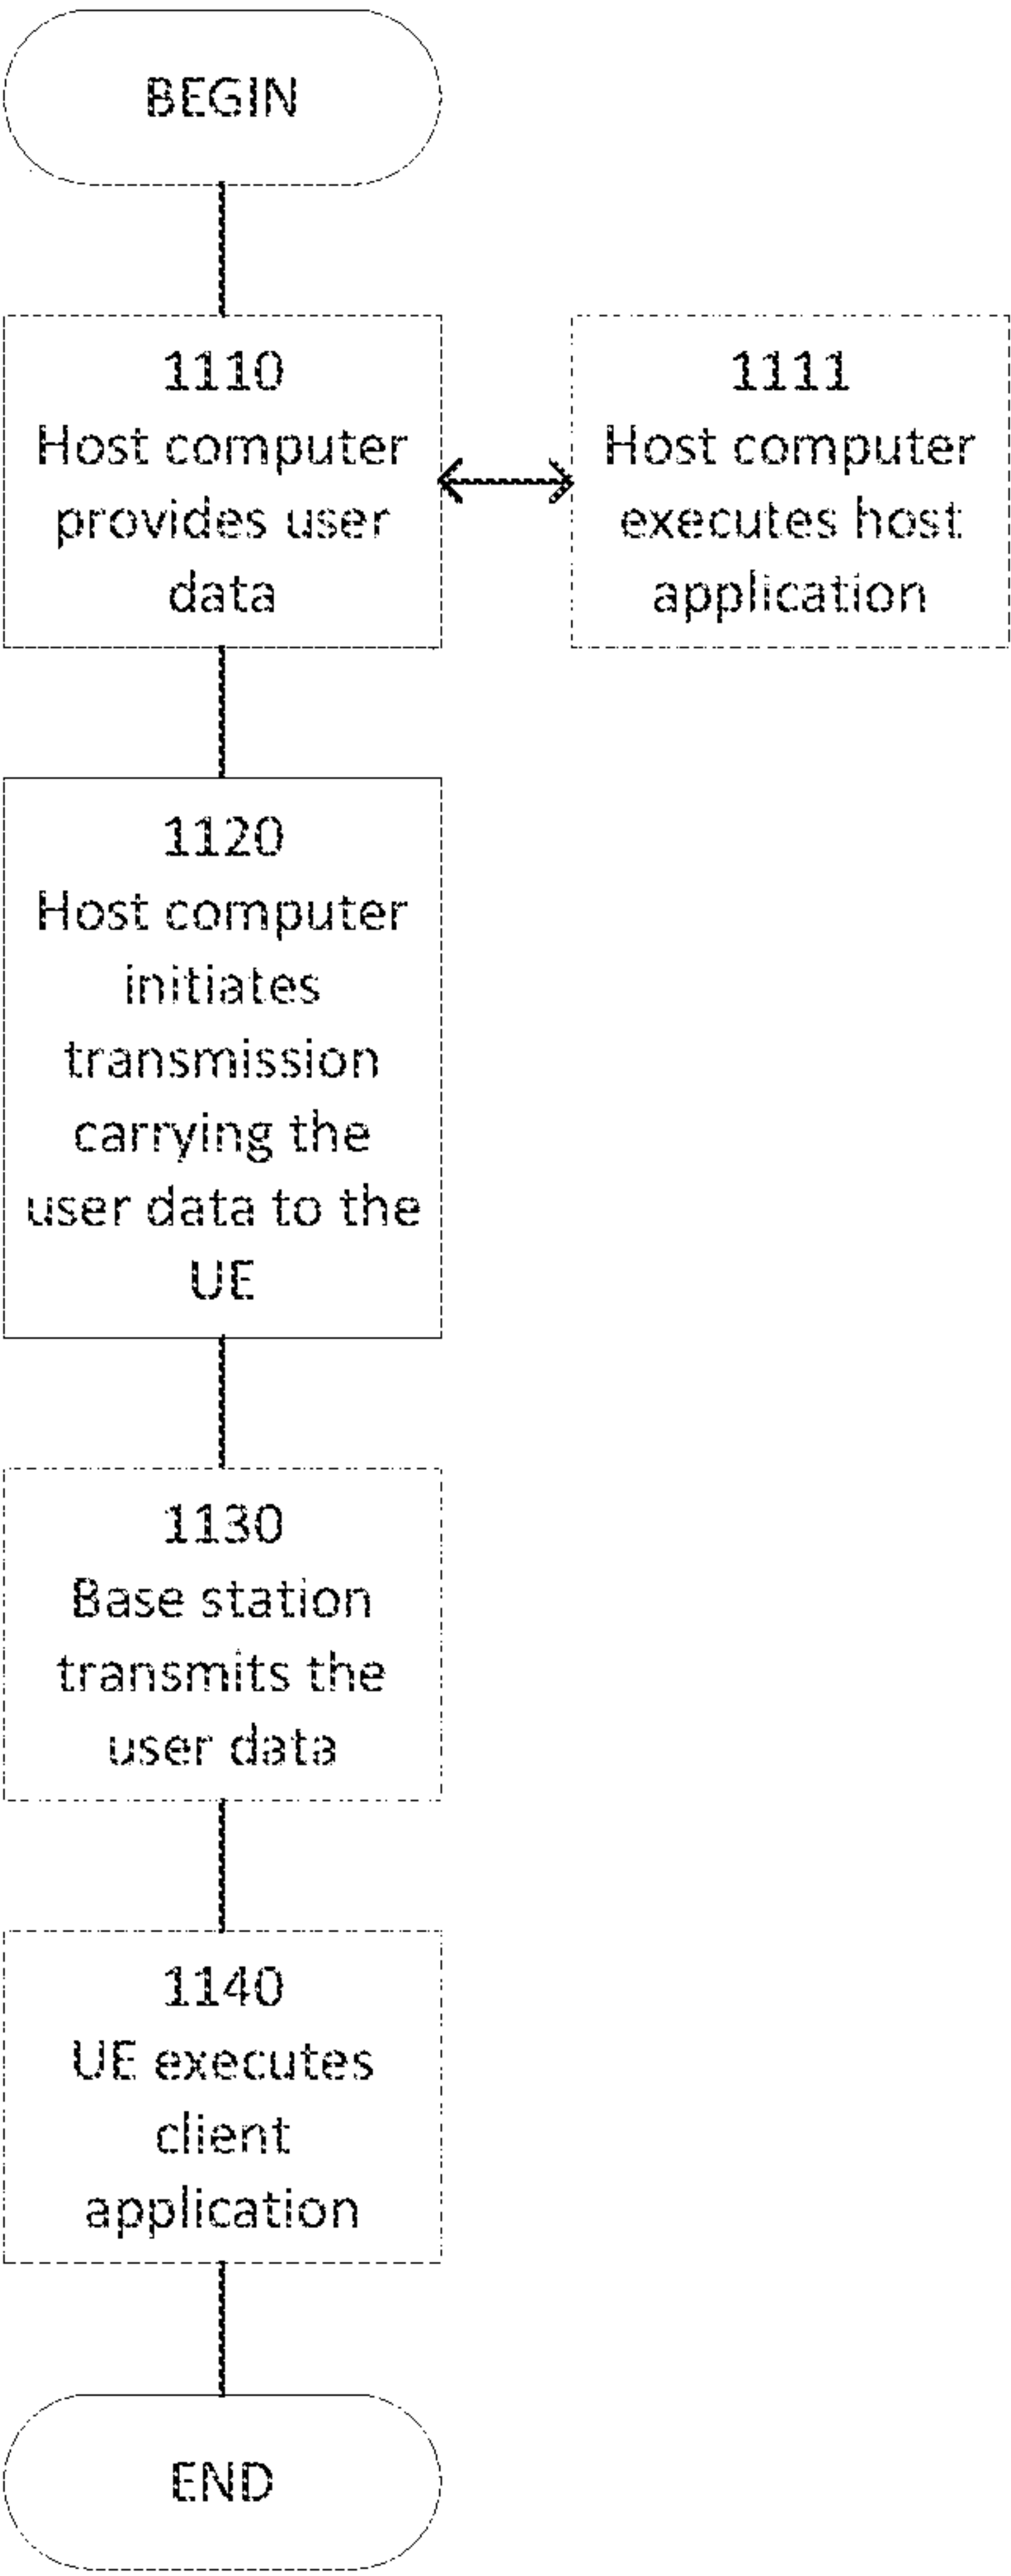 BEGIN
1110
Host computer
provides user
data
1111
Host computer
executes host
application
1120
Host computer
initiates
transmission
carrying the
user data to the
UE
1130
Base station
transmits the
user data
1140
UE executes
client
application
END